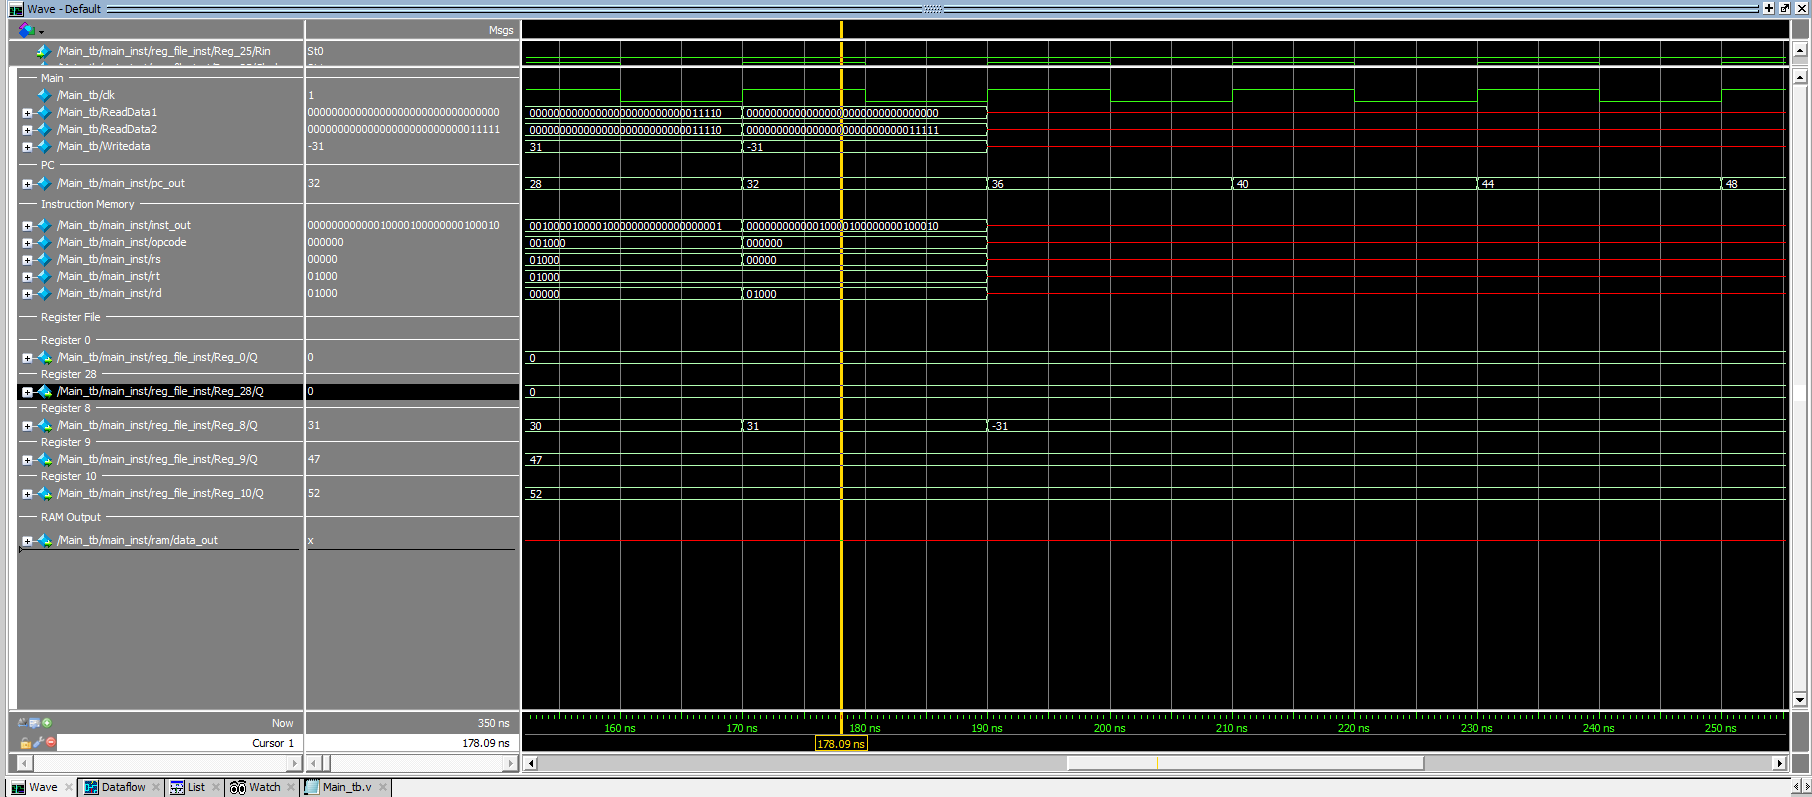 Wave - Default
Msgs
/Main_tb/main_inst/reg_file_inst/Reg_25/Rin St0
Main
/Main_tb/clk 1
/Main_tb/ReadData1 00000000000000000000000000000000 00000000000000000000000000011110 00000000000000000000000000000000
/Main_tb/ReadData2 00000000000000000000000000011111 00000000000000000000000000011110 00000000000000000000000000011111
/Main_tb/Writedata -31 31 -31
PC
/Main_tb/main_inst/pc_out 32 28 32 36 40 44 48
Instruction Memory
/Main_tb/main_inst/inst_out 00000000000010000100000000100010 00100001000010000000000000000001 00000000000010000100000000100010
/Main_tb/main_inst/opcode 000000 001000 000000
/Main_tb/main_inst/rs 00000 01000 00000
/Main_tb/main_inst/rt 01000 01000
/Main_tb/main_inst/rd 01000 00000 01000
Register File
Register 0
/Main_tb/main_inst/reg_file_inst/Reg_0/Q 0 0
Register 28
/Main_tb/main_inst/reg_file_inst/Reg_28/Q 0 0
Register 8
/Main_tb/main_inst/reg_file_inst/Reg_8/Q 31 30 31 -31
Register 9
/Main_tb/main_inst/reg_file_inst/Reg_9/Q 47 47
Register 10
/Main_tb/main_inst/reg_file_inst/Reg_10/Q 52 52
RAM Output
/Main_tb/main_inst/ram/data_out x
Now 350 ns 160 ns 170 ns 180 ns 190 ns 200 ns 210 ns 220 ns 230 ns 240 ns 250 ns
Cursor 1 178.09 ns 178.09 ns
Wave Dataflow List Watch Main_tb.v